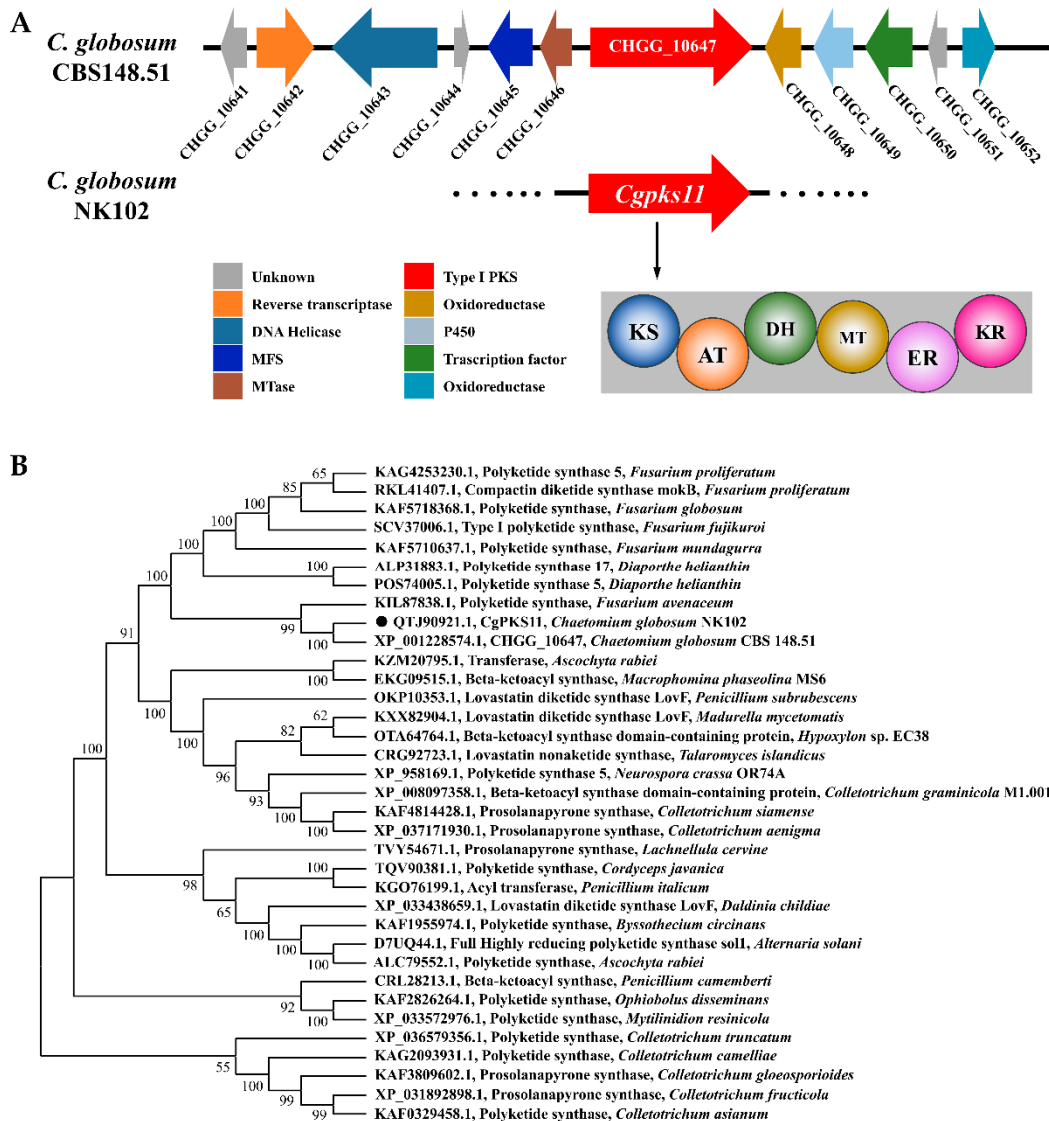 A
C. globosum
CBS148.51
CHGG_10647
CHGG_10641
CHGG_10642
CHGG_10643
CHGG_10644
CHGG_10645
CHGG_10646
CHGG_10648
CHGG_10649
CHGG_10650
CHGG_10651
CHGG_10652
C. globosum
NK102
Cgpks11
Unknown
Reverse transcriptase
DNA Helicase
MFS
MTase
Type I PKS
Oxidoreductase
P450
Trascription factor
Oxidoreductase
KS
AT
DH
MT
ER
KR
B
KAG4253230.1, Polyketide synthase 5, Fusarium proliferatum
RKL41407.1, Compactin diketide synthase mokB, Fusarium proliferatum
KAF5718368.1, Polyketide synthase, Fusarium globosum
SCV37006.1, Type I polyketide synthase, Fusarium fujikuroi
KAF5710637.1, Polyketide synthase, Fusarium mundagurra
ALP31883.1, Polyketide synthase 17, Diaporthe helianthin
POS74005.1, Polyketide synthase 5, Diaporthe helianthin
KIL87838.1, Polyketide synthase, Fusarium avenaceum
QTJ90921.1, CgPKS11, Chaetomium globosum NK102
XP_001228574.1, CHGG_10647, Chaetomium globosum CBS 148.51
KZM20795.1, Transferase, Ascochyta rabiei
EKG09515.1, Beta-ketoacyl synthase, Macrophomina phaseolina MS6
OKP10353.1, Lovastatin diketide synthase LovF, Penicillium subrubescens
KXX82904.1, Lovastatin diketide synthase LovF, Madurella mycetomatis
OTA64764.1, Beta-ketoacyl synthase domain-containing protein, Hypoxylon sp. EC38
CRG92723.1, Lovastatin nonaketide synthase, Talaromyces islandicus
XP_958169.1, Polyketide synthase 5, Neurospora crassa OR74A
XP_008097358.1, Beta-ketoacyl synthase domain-containing protein, Colletotrichum graminicola M1.001
KAF4814428.1, Prosolanapyrone synthase, Colletotrichum siamense
XP_037171930.1, Prosolanapyrone synthase, Colletotrichum aenigma
TVY54671.1, Prosolanapyrone synthase, Lachnellula cervine
TQV90381.1, Polyketide synthase, Cordyceps javanica
KGO76199.1, Acyl transferase, Penicillium italicum
XP_033438659.1, Lovastatin diketide synthase LovF, Daldinia childiae
KAF1955974.1, Polyketide synthase, Byssothecium circinans
D7UQ44.1, Full Highly reducing polyketide synthase sol1, Alternaria solani
ALC79552.1, Polyketide synthase, Ascochyta rabiei
CRL28213.1, Beta-ketoacyl synthase, Penicillium camemberti
KAF2826264.1, Polyketide synthase, Ophiobolus disseminans
XP_033572976.1, Polyketide synthase, Mytilinidion resinicola
XP_036579356.1, Polyketide synthase, Colletotrichum truncatum
KAG2093931.1, Polyketide synthase, Colletotrichum camelliae
KAF3809602.1, Prosolanapyrone synthase, Colletotrichum gloeosporioides
XP_031892898.1, Prosolanapyrone synthase, Colletotrichum fructicola
KAF0329458.1, Polyketide synthase, Colletotrichum asianum
65
85
100
100
100
100
100
91
99
100
100
100
100
100
62
82
96
93
100
100
98
100
65
100
100
100
92
100
55
100
99
99